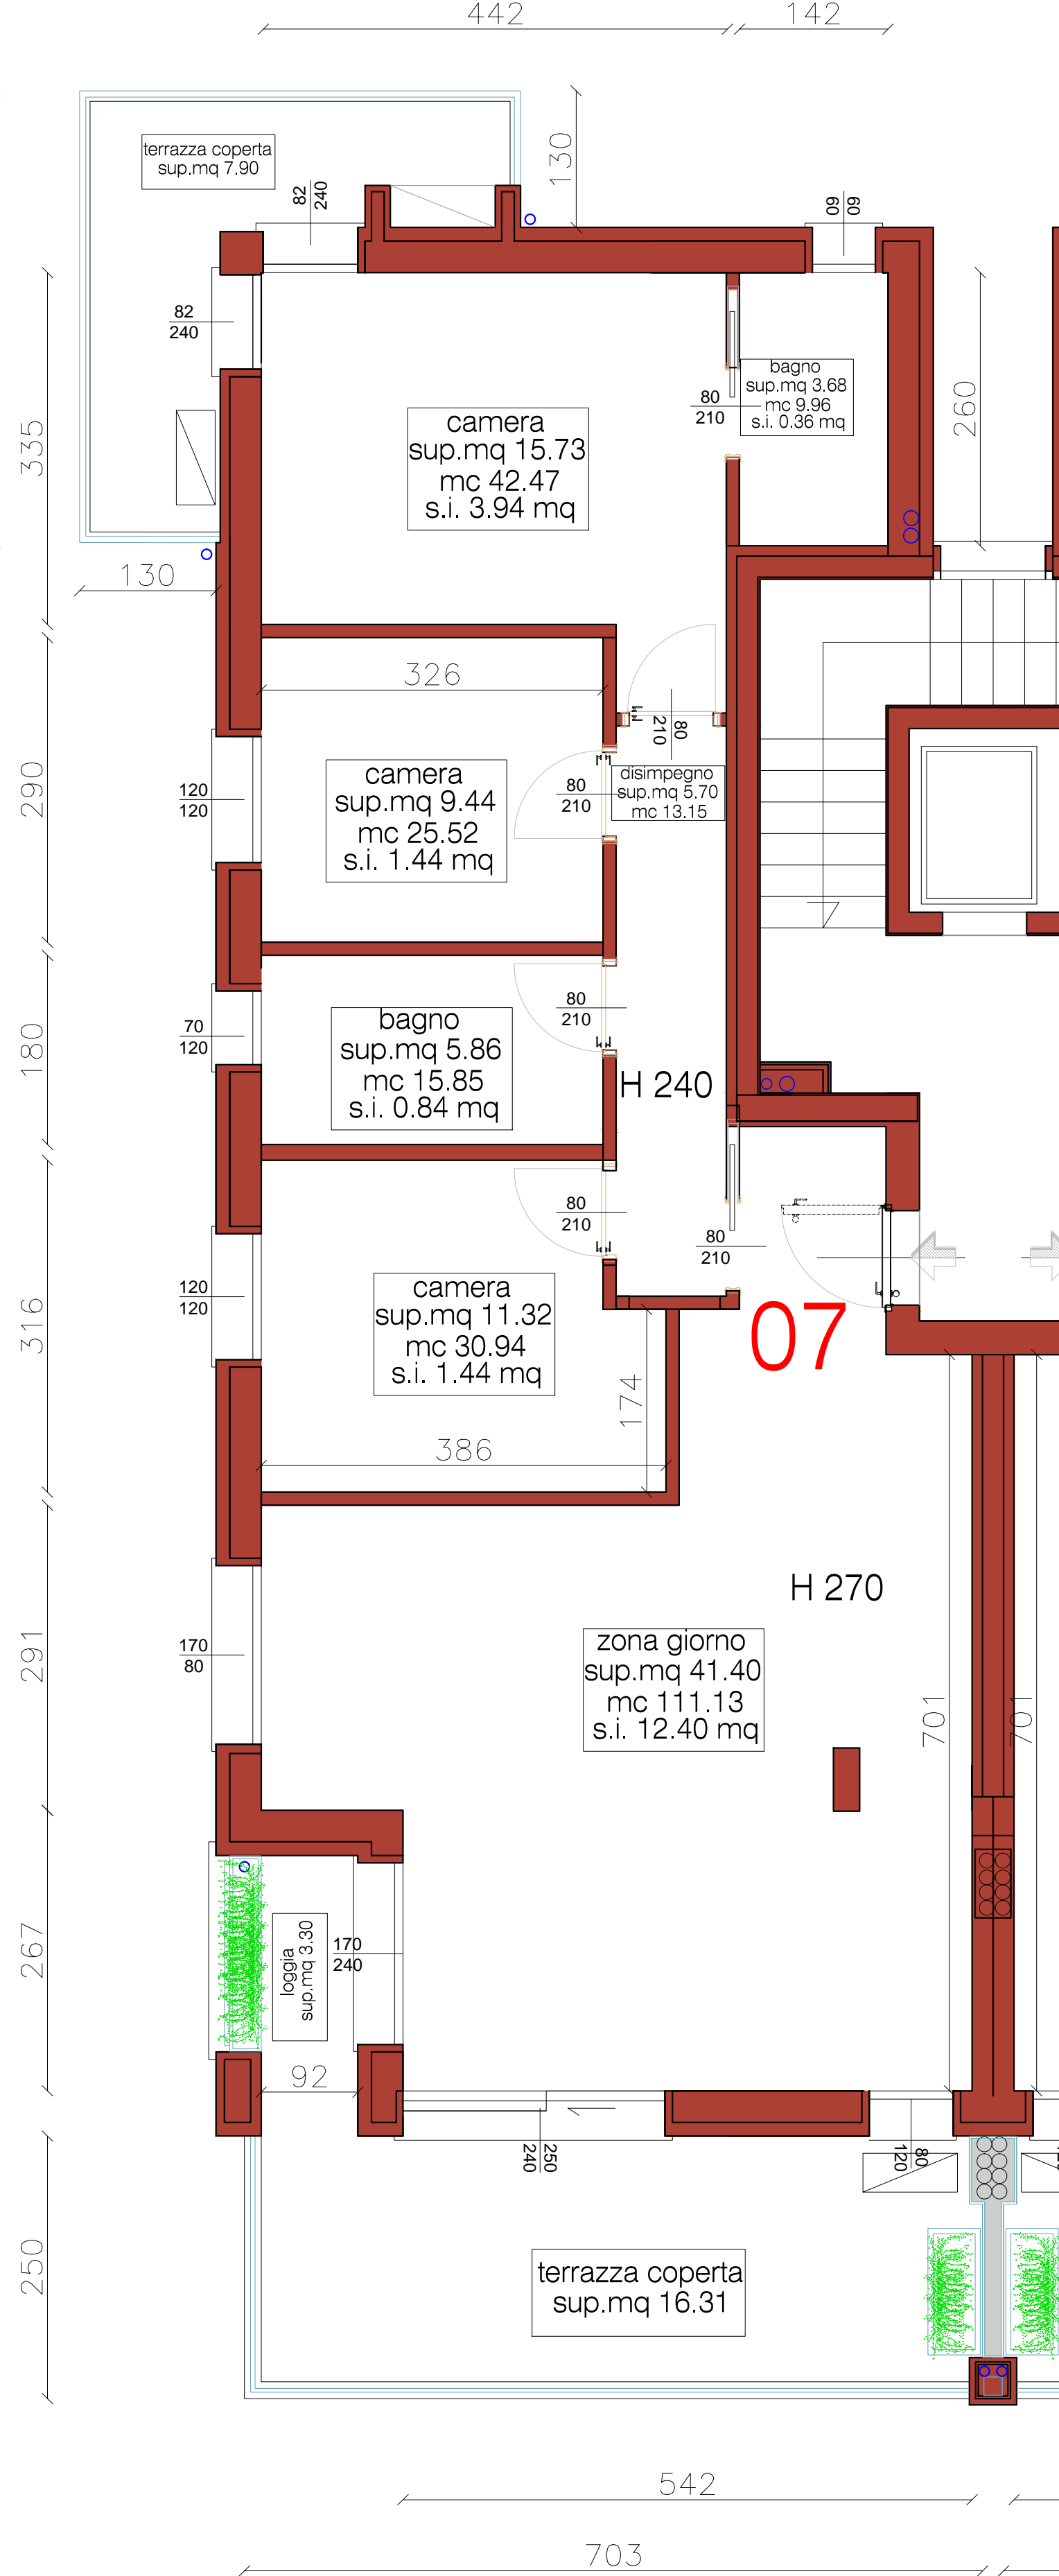 442
142
130
terrazza coperta
sup.mq 7.90
82
240
60
60
82
240
335
260
bagno
sup.mq 3.68
mc 9.96
s.i. 0.36 mq
80
210
camera
sup.mq 15.73
mc 42.47
s.i. 3.94 mq
130
326
80
210
290
120
120
camera
sup.mq 9.44
mc 25.52
s.i. 1.44 mq
80
210
disimpegno
sup.mq 5.70
mc 13.15
180
70
120
bagno
sup.mq 5.86
mc 15.85
s.i. 0.84 mq
80
210
H 240
80
210
80
210
316
120
120
camera
sup.mq 11.32
mc 30.94
s.i. 1.44 mq
07
174
386
H 270
291
170
80
zona giorno
sup.mq 41.40
mc 111.13
s.i. 12.40 mq
701
701
267
loggia
sup.mq 3.30
170
240
92
250
240
80
120
250
terrazza coperta
sup.mq 16.31
542
703